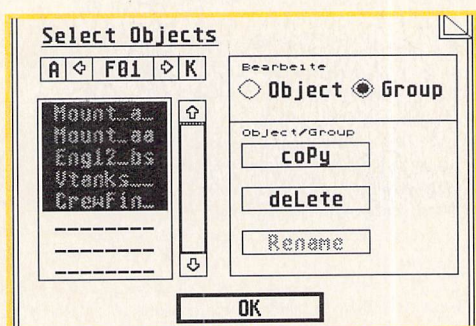 Select Objects
A F01 K
Bearbeite
Object Group
Mount_a_
Mount_aa
Engl2_bs
Vtanks__
CrewFin_
Object/Group
coPy
deLete
Rename
OK